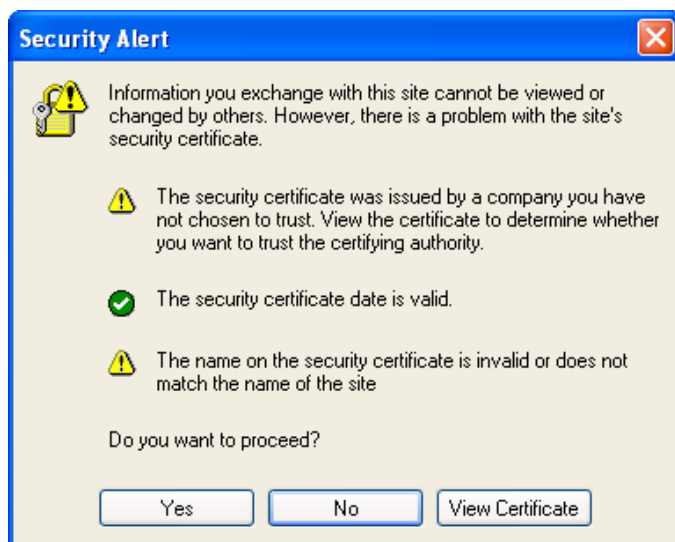 Security Alert
Information you exchange with this site cannot be viewed or
changed by others. However, there is a problem with the site's
security certificate.
The security certificate was issued by a company you have
not chosen to trust. View the certificate to determine whether
you want to trust the certifying authority.
The security certificate date is valid.
The name on the security certificate is invalid or does not
match the name of the site
Do you want to proceed?
Yes No View Certificate